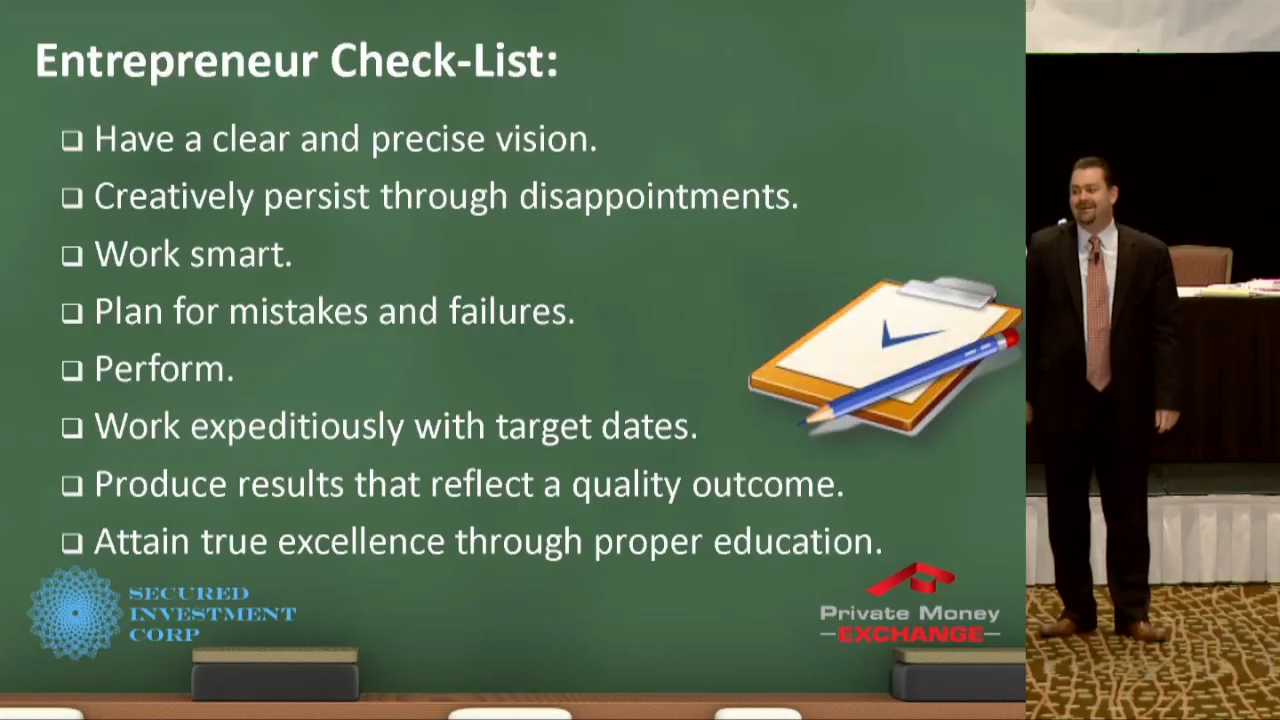 Entrepreneur Check-List:
Have a clear and precise vision.
Creatively persist through disappointments.
Work smart.
Plan for mistakes and failures.
Perform.
Work expeditiously with target dates.
Produce results that reflect a quality outcome.
Attain true excellence through proper education.
SECURED
INVESTMENT
CORP
Private Money
EXCHANGE